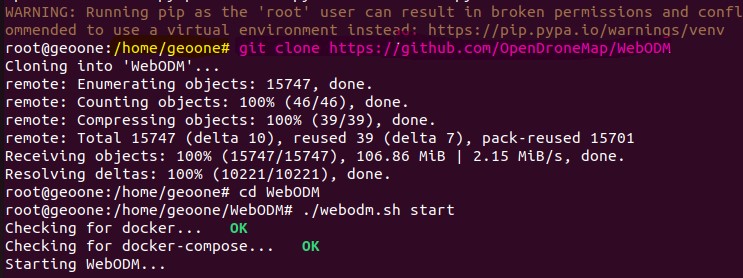 WARNING: Running pip as the 'root' user can result in broken permissions and confl
ommended to use a virtual environment instead: https://pip.pypa.io/warnings/venv
root@geoone:/home/geoone# git clone https://github.com/OpenDroneMap/WebODM
Cloning into 'WebODM'...
remote: Enumerating objects: 15747, done.
remote: Counting objects: 100% (46/46), done.
remote: Compressing objects: 100% (39/39), done.
remote: Total 15747 (delta 10), reused 39 (delta 7), pack-reused 15701
Receiving objects: 100% (15747/15747), 106.86 MiB | 2.15 MiB/s, done.
Resolving deltas: 100% (10221/10221), done.
root@geoone:/home/geoone# cd WebODM
root@geoone:/home/geoone/WebODM# ./webodm.sh start
Checking for docker... OK
Checking for docker-compose... OK
Starting WebODM...